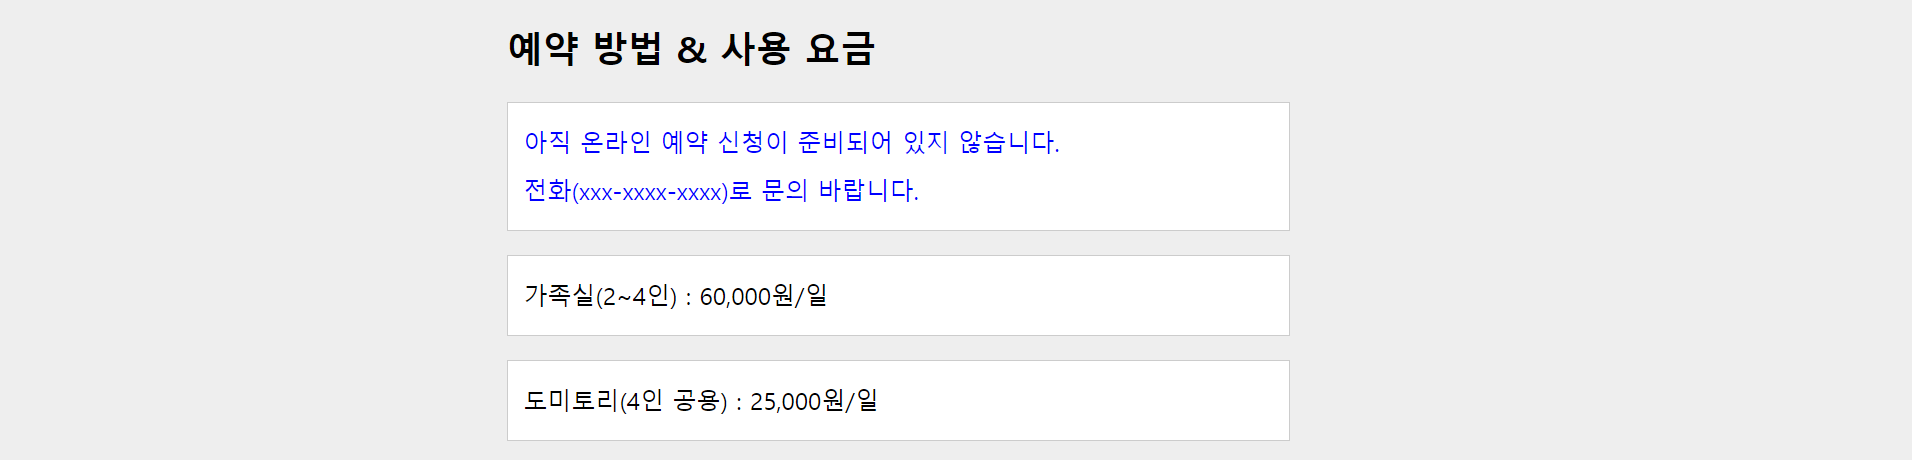 예약 방법 & 사용 요금
아직 온라인 예약 신청이 준비되어 있지 않습니다.
전화(xxx-xxxx-xxxx)로 문의 바랍니다.
가족실(2~4인) : 60,000원/일
도미토리(4인 공용) : 25,000원/일